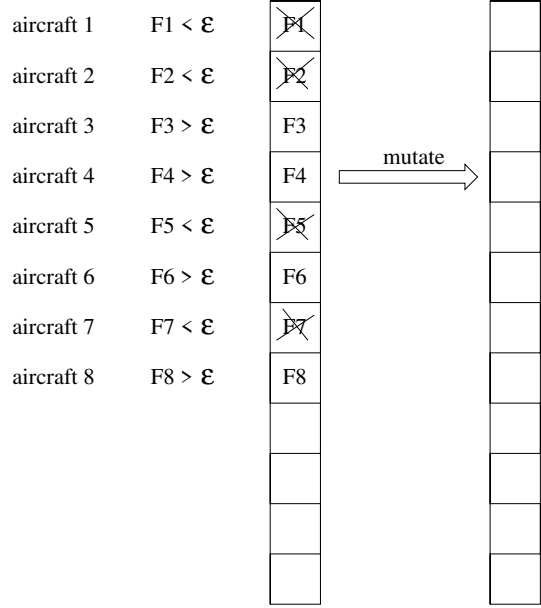 aircraft 1 F1 < ε F1
aircraft 2 F2 < ε F2
aircraft 3 F3 > ε F3
mutate
aircraft 4 F4 > ε F4
aircraft 5 F5 < ε F5
aircraft 6 F6 > ε F6
aircraft 7 F7 < ε F7
aircraft 8 F8 > ε F8